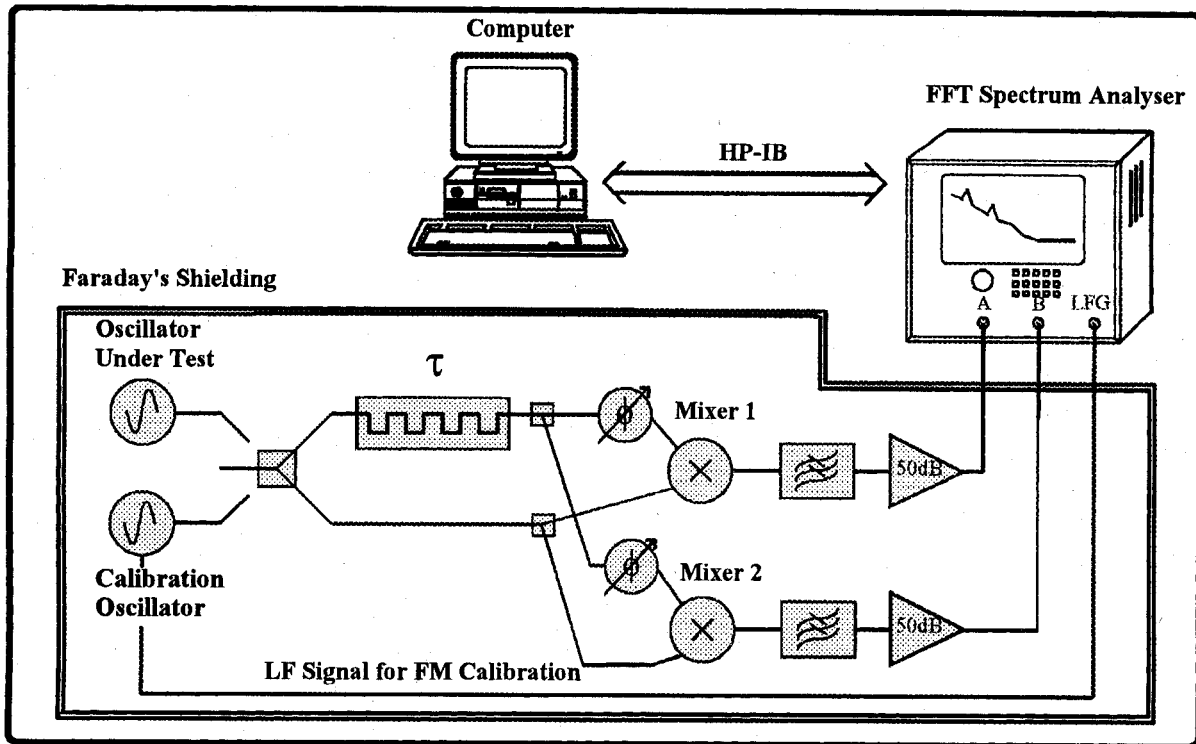 Computer
FFT Spectrum Analyser
HP-IB
Faraday's Shielding
A
B
LFG
Oscillator
Under Test
τ
ϕ
Mixer 1
50dB
ϕ
Mixer 2
Calibration
Oscillator
50dB
LF Signal for FM Calibration